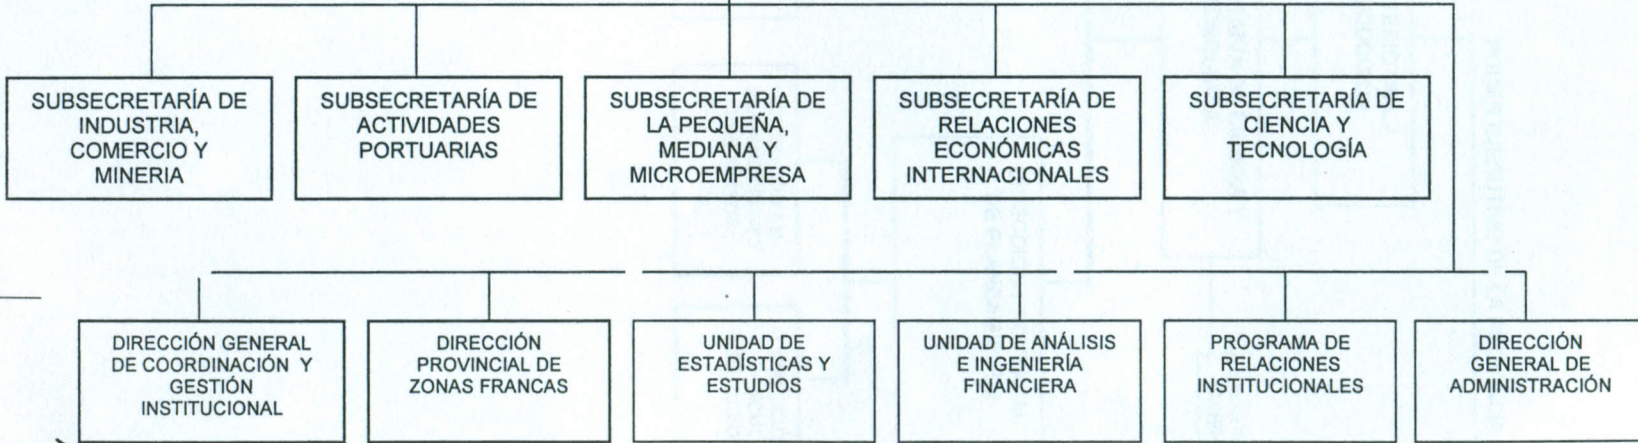 SUBSECRETARÍA DE
INDUSTRIA,
COMERCIO Y
MINERIA
SUBSECRETARÍA DE
ACTIVIDADES
PORTUARIAS
SUBSECRETARÍA DE
LA PEQUEÑA,
MEDIANA Y
MICROEMPRESA
SUBSECRETARÍA DE
RELACIONES
ECONÓMICAS
INTERNACIONALES
SUBSECRETARÍA DE
CIENCIA Y
TECNOLOGÍA
DIRECCIÓN GENERAL
DE COORDINACIÓN Y
GESTIÓN
INSTITUCIONAL
DIRECCIÓN
PROVINCIAL DE
ZONAS FRANCAS
UNIDAD DE
ESTADÍSTICAS Y
ESTUDIOS
UNIDAD DE ANÁLISIS
E INGENIERÍA
FINANCIERA
PROGRAMA DE
RELACIONES
INSTITUCIONALES
DIRECCIÓN
GENERAL DE
ADMINISTRACIÓN